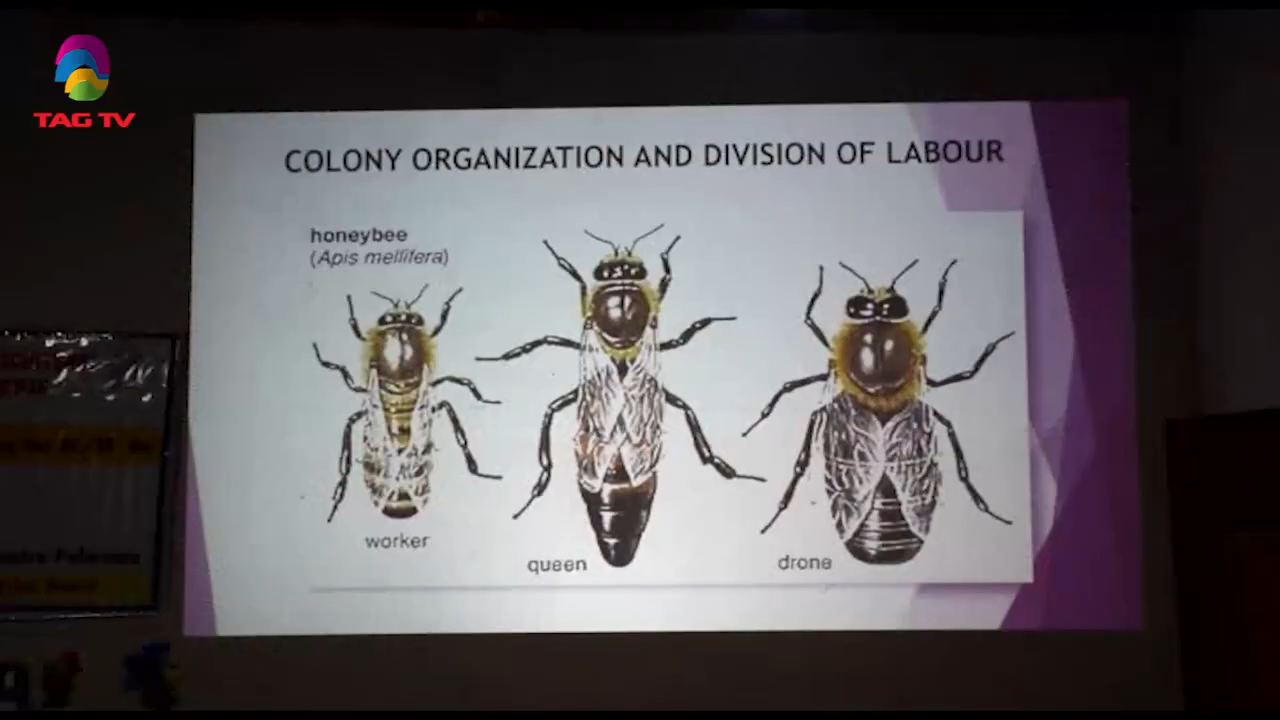 TAG TV
COLONY ORGANIZATION AND DIVISION OF LABOUR
honeybee
(Apis mellifera)
worker
queen
drone